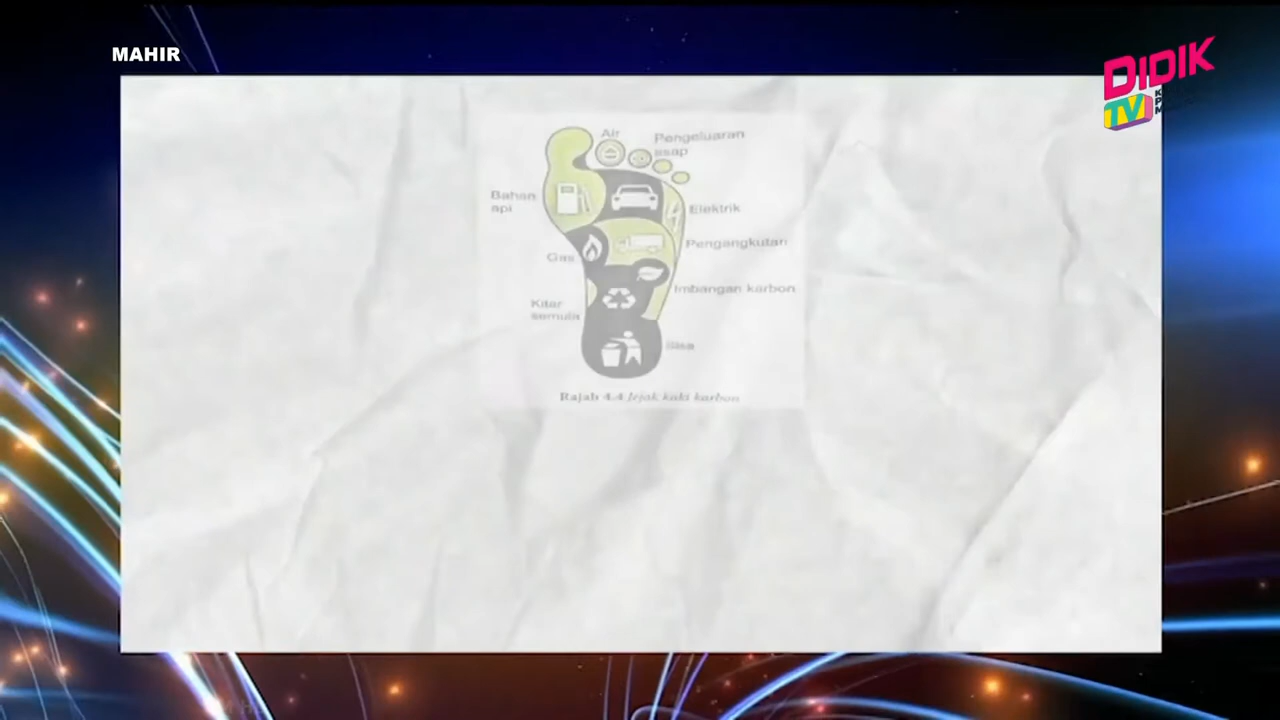 MAHIR
DIDIK
TV
Air
Pengeluaran
asap
Bahan
api
Elektrik
Pengangkutan
Gas
Imbangan karbon
Kitar
semula
Sisa
Rajah 4.4 Jejak kaki karbon